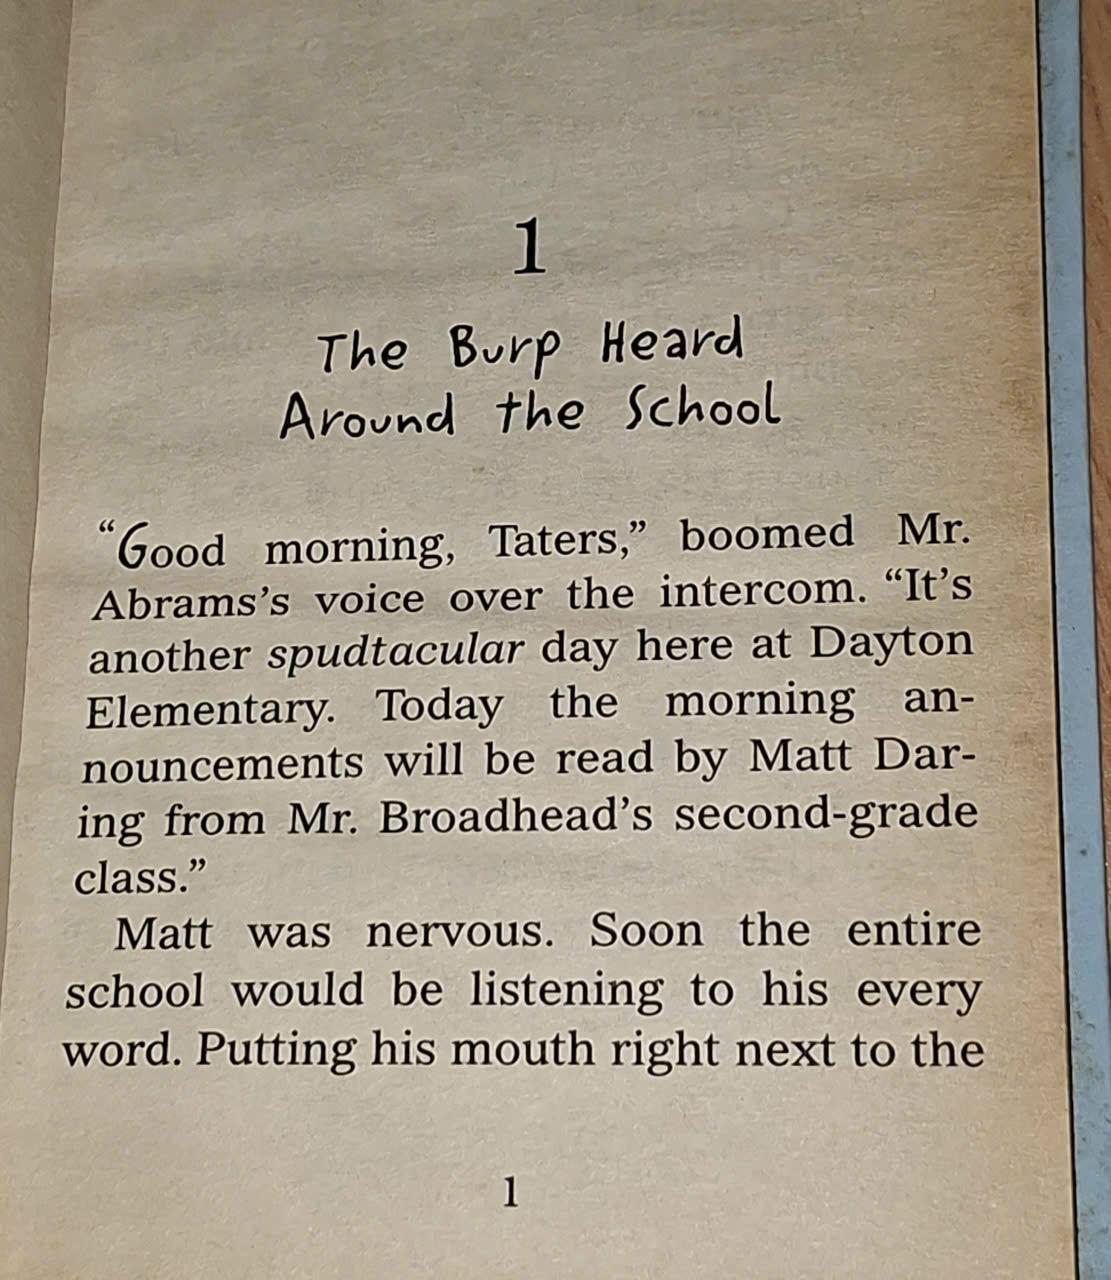 1
The Burp Heard
Around the School
“Good morning, Taters,” boomed Mr.
Abrams’s voice over the intercom. “It’s
another spudtacular day here at Dayton
Elementary. Today the morning an-
nouncements will be read by Matt Dar-
ing from Mr. Broadhead’s second-grade
class.”
Matt was nervous. Soon the entire
school would be listening to his every
word. Putting his mouth right next to the
1